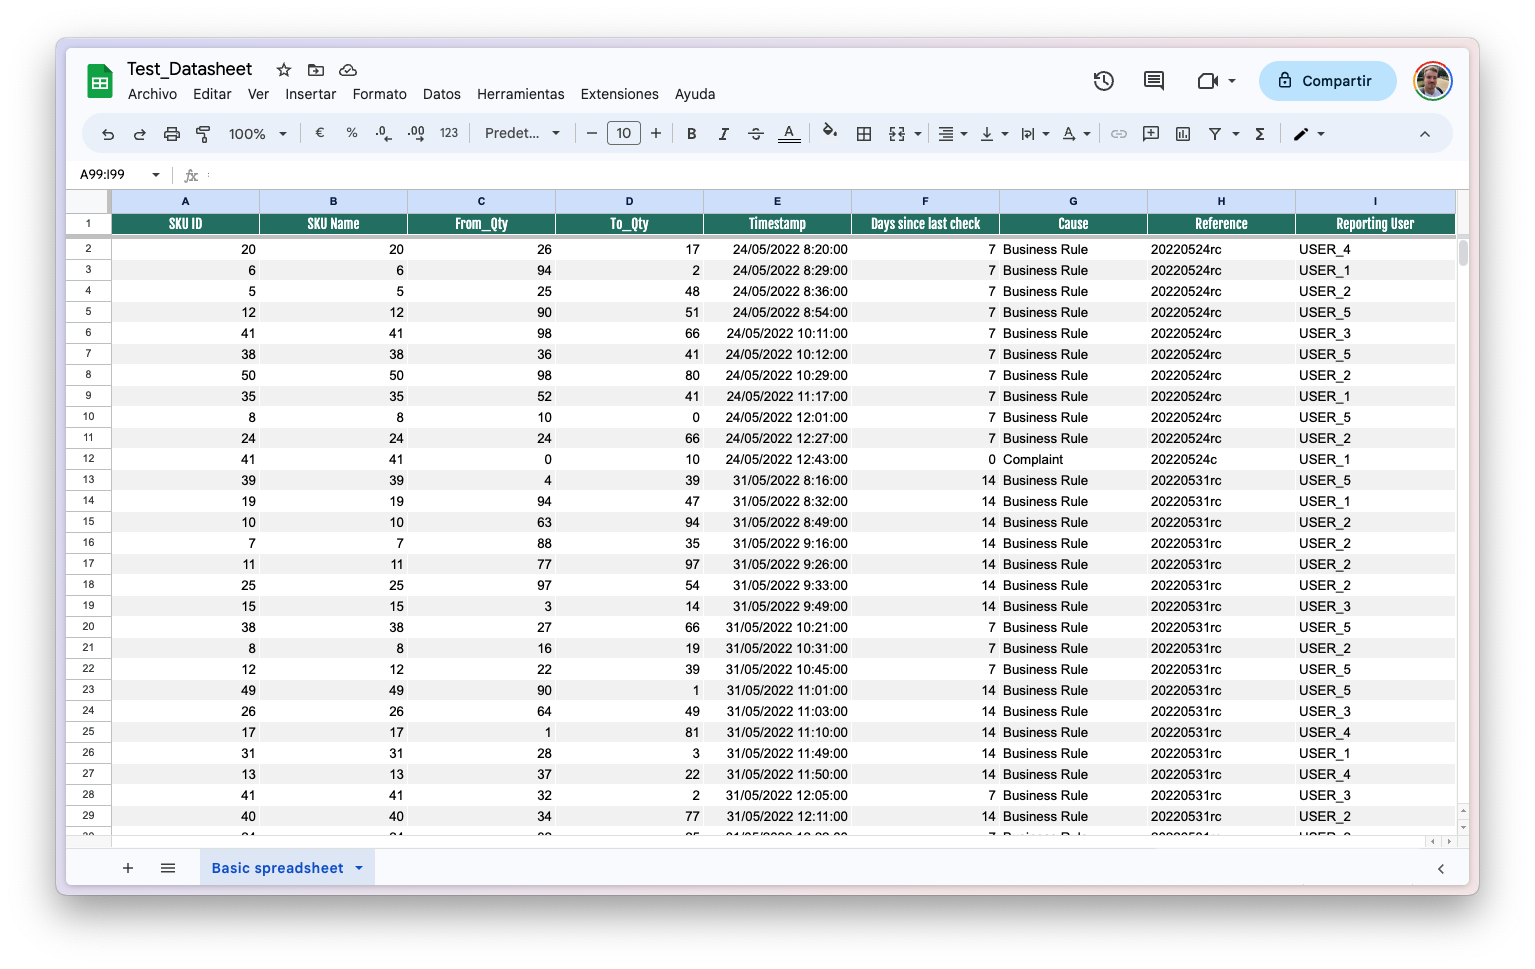 Test_Datasheet
Archivo Editar Ver Insertar Formato Datos Herramientas Extensiones Ayuda
Compartir
100% € % .0 .00 123 Predet... 10 B I S A Σ
A99:I99 fx :
A B C D E F G H I
1 SKU ID SKU Name From_Qty To_Qty Timestamp Days since last check Cause Reference Reporting User
2 20 20 26 17 24/05/2022 8:20:00 7 Business Rule 20220524rc USER_4
3 6 6 94 2 24/05/2022 8:29:00 7 Business Rule 20220524rc USER_1
4 5 5 25 48 24/05/2022 8:36:00 7 Business Rule 20220524rc USER_2
5 12 12 90 51 24/05/2022 8:54:00 7 Business Rule 20220524rc USER_5
6 41 41 98 66 24/05/2022 10:11:00 7 Business Rule 20220524rc USER_3
7 38 38 36 41 24/05/2022 10:12:00 7 Business Rule 20220524rc USER_5
8 50 50 98 80 24/05/2022 10:29:00 7 Business Rule 20220524rc USER_2
9 35 35 52 41 24/05/2022 11:17:00 7 Business Rule 20220524rc USER_1
10 8 8 10 0 24/05/2022 12:01:00 7 Business Rule 20220524rc USER_5
11 24 24 24 66 24/05/2022 12:27:00 7 Business Rule 20220524rc USER_2
12 41 41 0 10 24/05/2022 12:43:00 0 Complaint 20220524c USER_1
13 39 39 4 39 31/05/2022 8:16:00 14 Business Rule 20220531rc USER_5
14 19 19 94 47 31/05/2022 8:32:00 14 Business Rule 20220531rc USER_1
15 10 10 63 94 31/05/2022 8:49:00 14 Business Rule 20220531rc USER_2
16 7 7 88 35 31/05/2022 9:16:00 14 Business Rule 20220531rc USER_2
17 11 11 77 97 31/05/2022 9:26:00 14 Business Rule 20220531rc USER_2
18 25 25 97 54 31/05/2022 9:33:00 14 Business Rule 20220531rc USER_2
19 15 15 3 14 31/05/2022 9:49:00 14 Business Rule 20220531rc USER_3
20 38 38 27 66 31/05/2022 10:21:00 7 Business Rule 20220531rc USER_5
21 8 8 16 19 31/05/2022 10:31:00 7 Business Rule 20220531rc USER_2
22 12 12 22 39 31/05/2022 10:45:00 7 Business Rule 20220531rc USER_5
23 49 49 90 1 31/05/2022 11:01:00 14 Business Rule 20220531rc USER_5
24 26 26 64 49 31/05/2022 11:03:00 14 Business Rule 20220531rc USER_3
25 17 17 1 81 31/05/2022 11:10:00 14 Business Rule 20220531rc USER_4
26 31 31 28 3 31/05/2022 11:49:00 14 Business Rule 20220531rc USER_1
27 13 13 37 22 31/05/2022 11:50:00 14 Business Rule 20220531rc USER_4
28 41 41 32 2 31/05/2022 12:05:00 7 Business Rule 20220531rc USER_3
29 40 40 34 77 31/05/2022 12:11:00 14 Business Rule 20220531rc USER_2
Basic spreadsheet